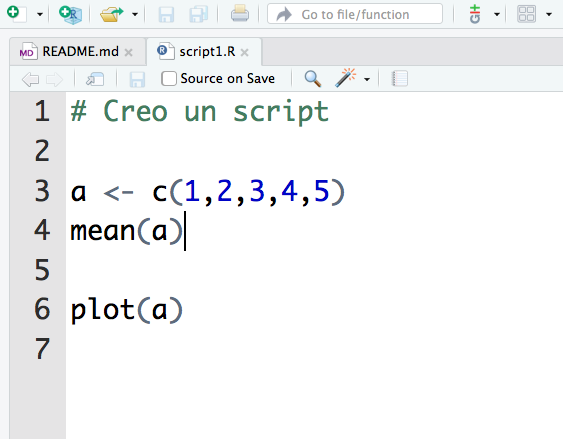 Go to file/function
README.md script1.R
Source on Save
1 # Creo un script
2
3 a <- c(1,2,3,4,5)
4 mean(a)
5
6 plot(a)
7